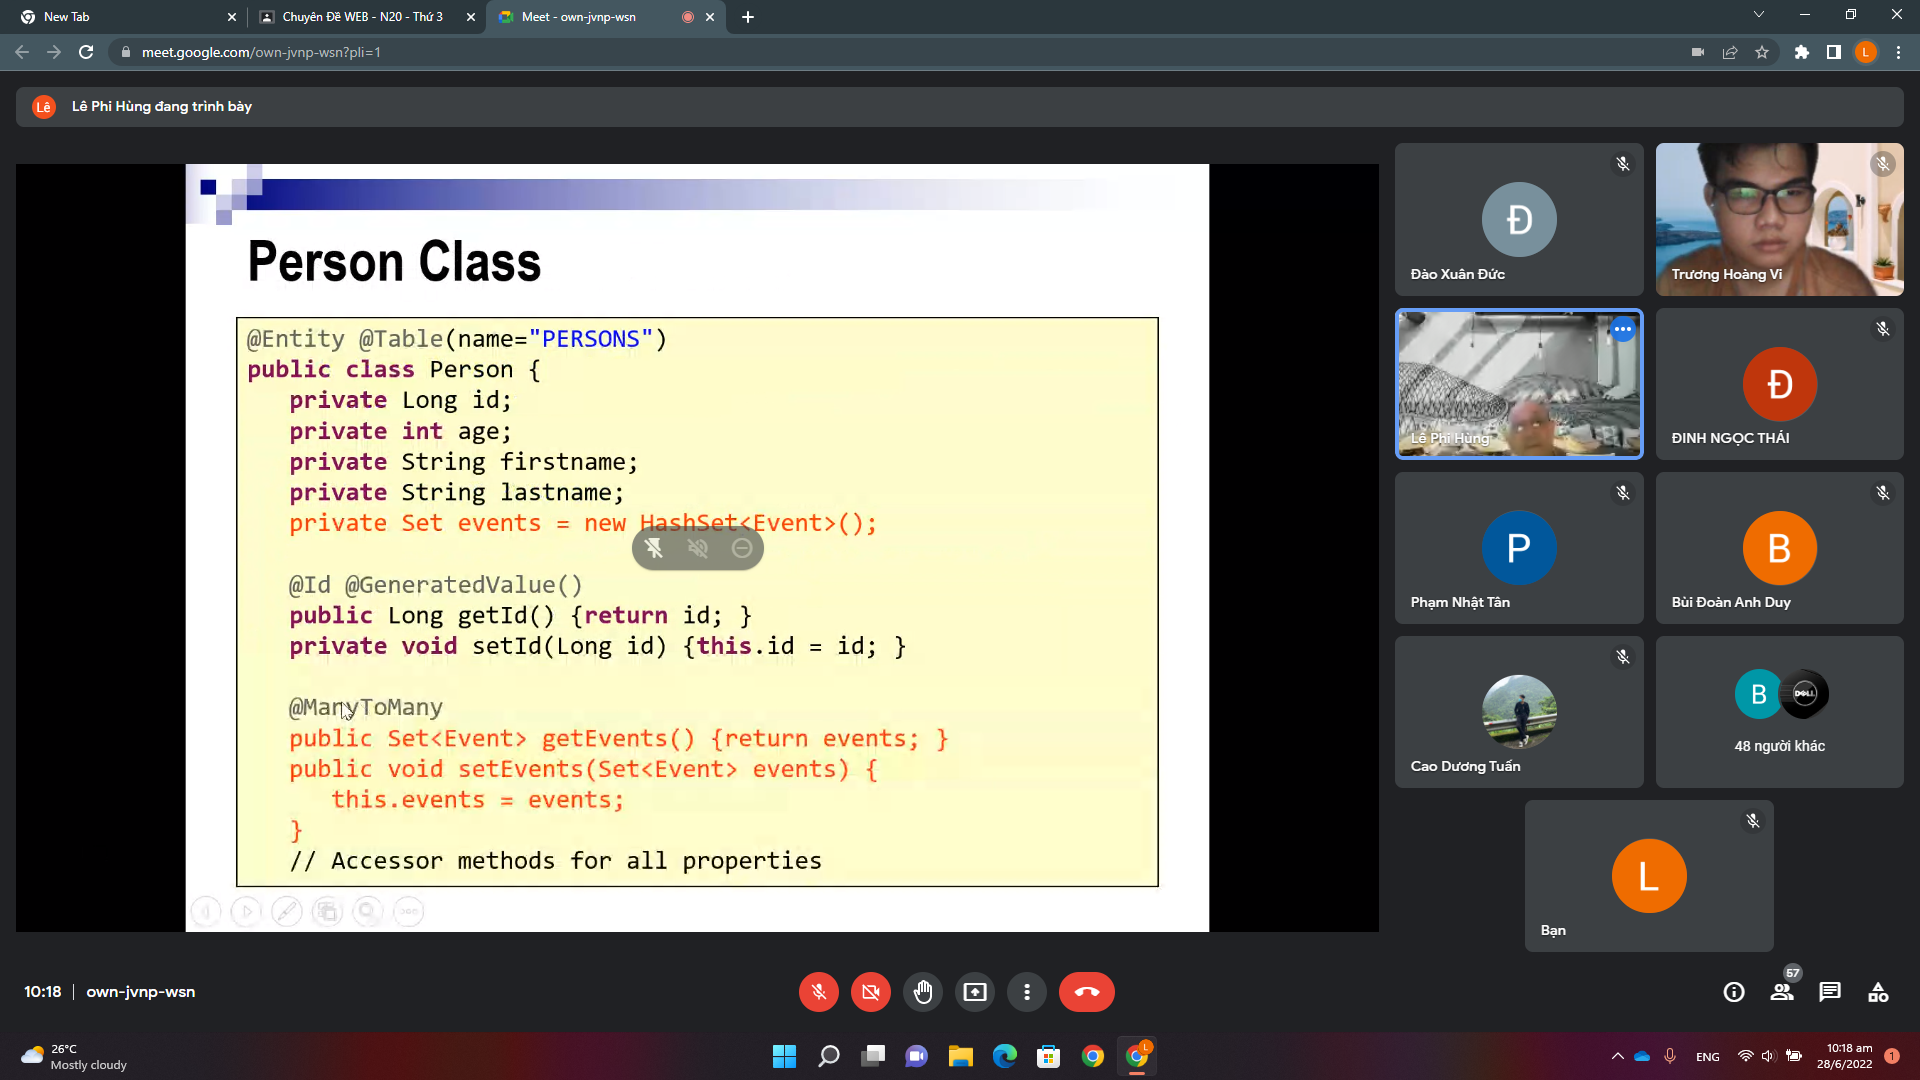 New Tab
Chuyên Đề WEB - N20 - Thứ 3
Meet - own-jvnp-wsn
meet.google.com/own-jvnp-wsn?pli=1
L
Lê
Lê Phi Hùng đang trình bày
Person Class
@Entity @Table(name="PERSONS")
public class Person {
private Long id;
private int age;
private String firstname;
private String lastname;
private Set events = new HashSet<Event>();
@Id @GeneratedValue()
public Long getId() {return id; }
private void setId(Long id) {this.id = id; }
@ManyToMany
public Set<Event> getEvents() {return events; }
public void setEvents(Set<Event> events) {
this.events = events;
}
// Accessor methods for all properties
Đ
Đào Xuân Đức
Trương Hoàng Vi
Lê Phi Hùng
Đ
ĐINH NGỌC THÁI
P
Phạm Nhật Tân
B
Bùi Đoàn Anh Duy
Cao Dương Tuấn
B
DELL
48 người khác
L
Bạn
10:18
own-jvnp-wsn
57
26°C
Mostly cloudy
L
ENG
10:18 am
28/6/2022
1